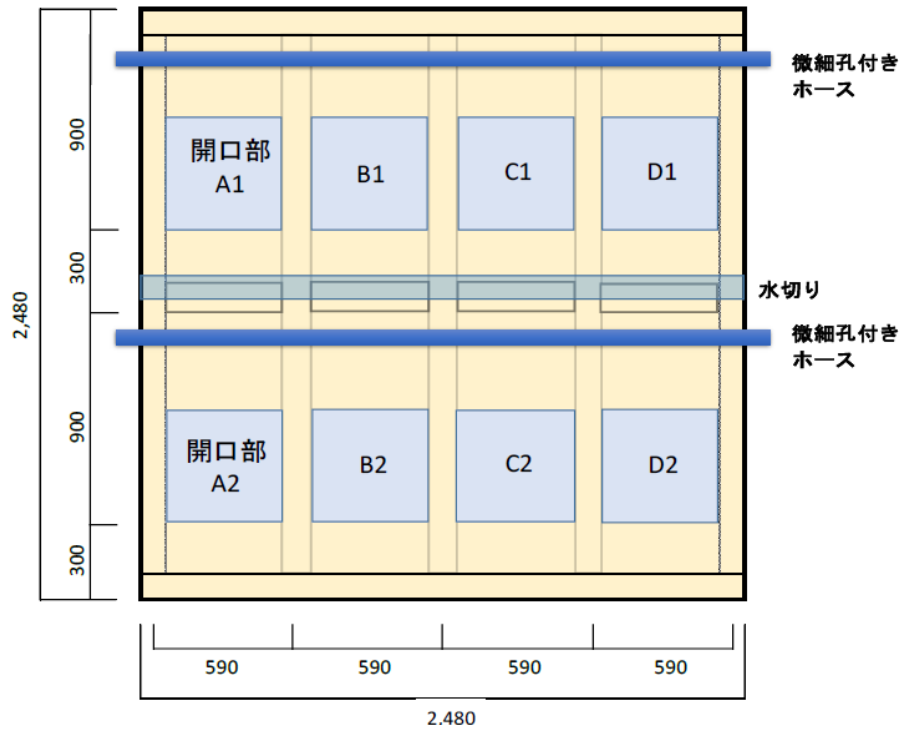 微細孔付き
ホース
900
開口部
A1
B1
C1
D1
300
水切り
2,480
微細孔付き
ホース
900
開口部
A2
B2
C2
D2
300
590
590
590
590
2.480